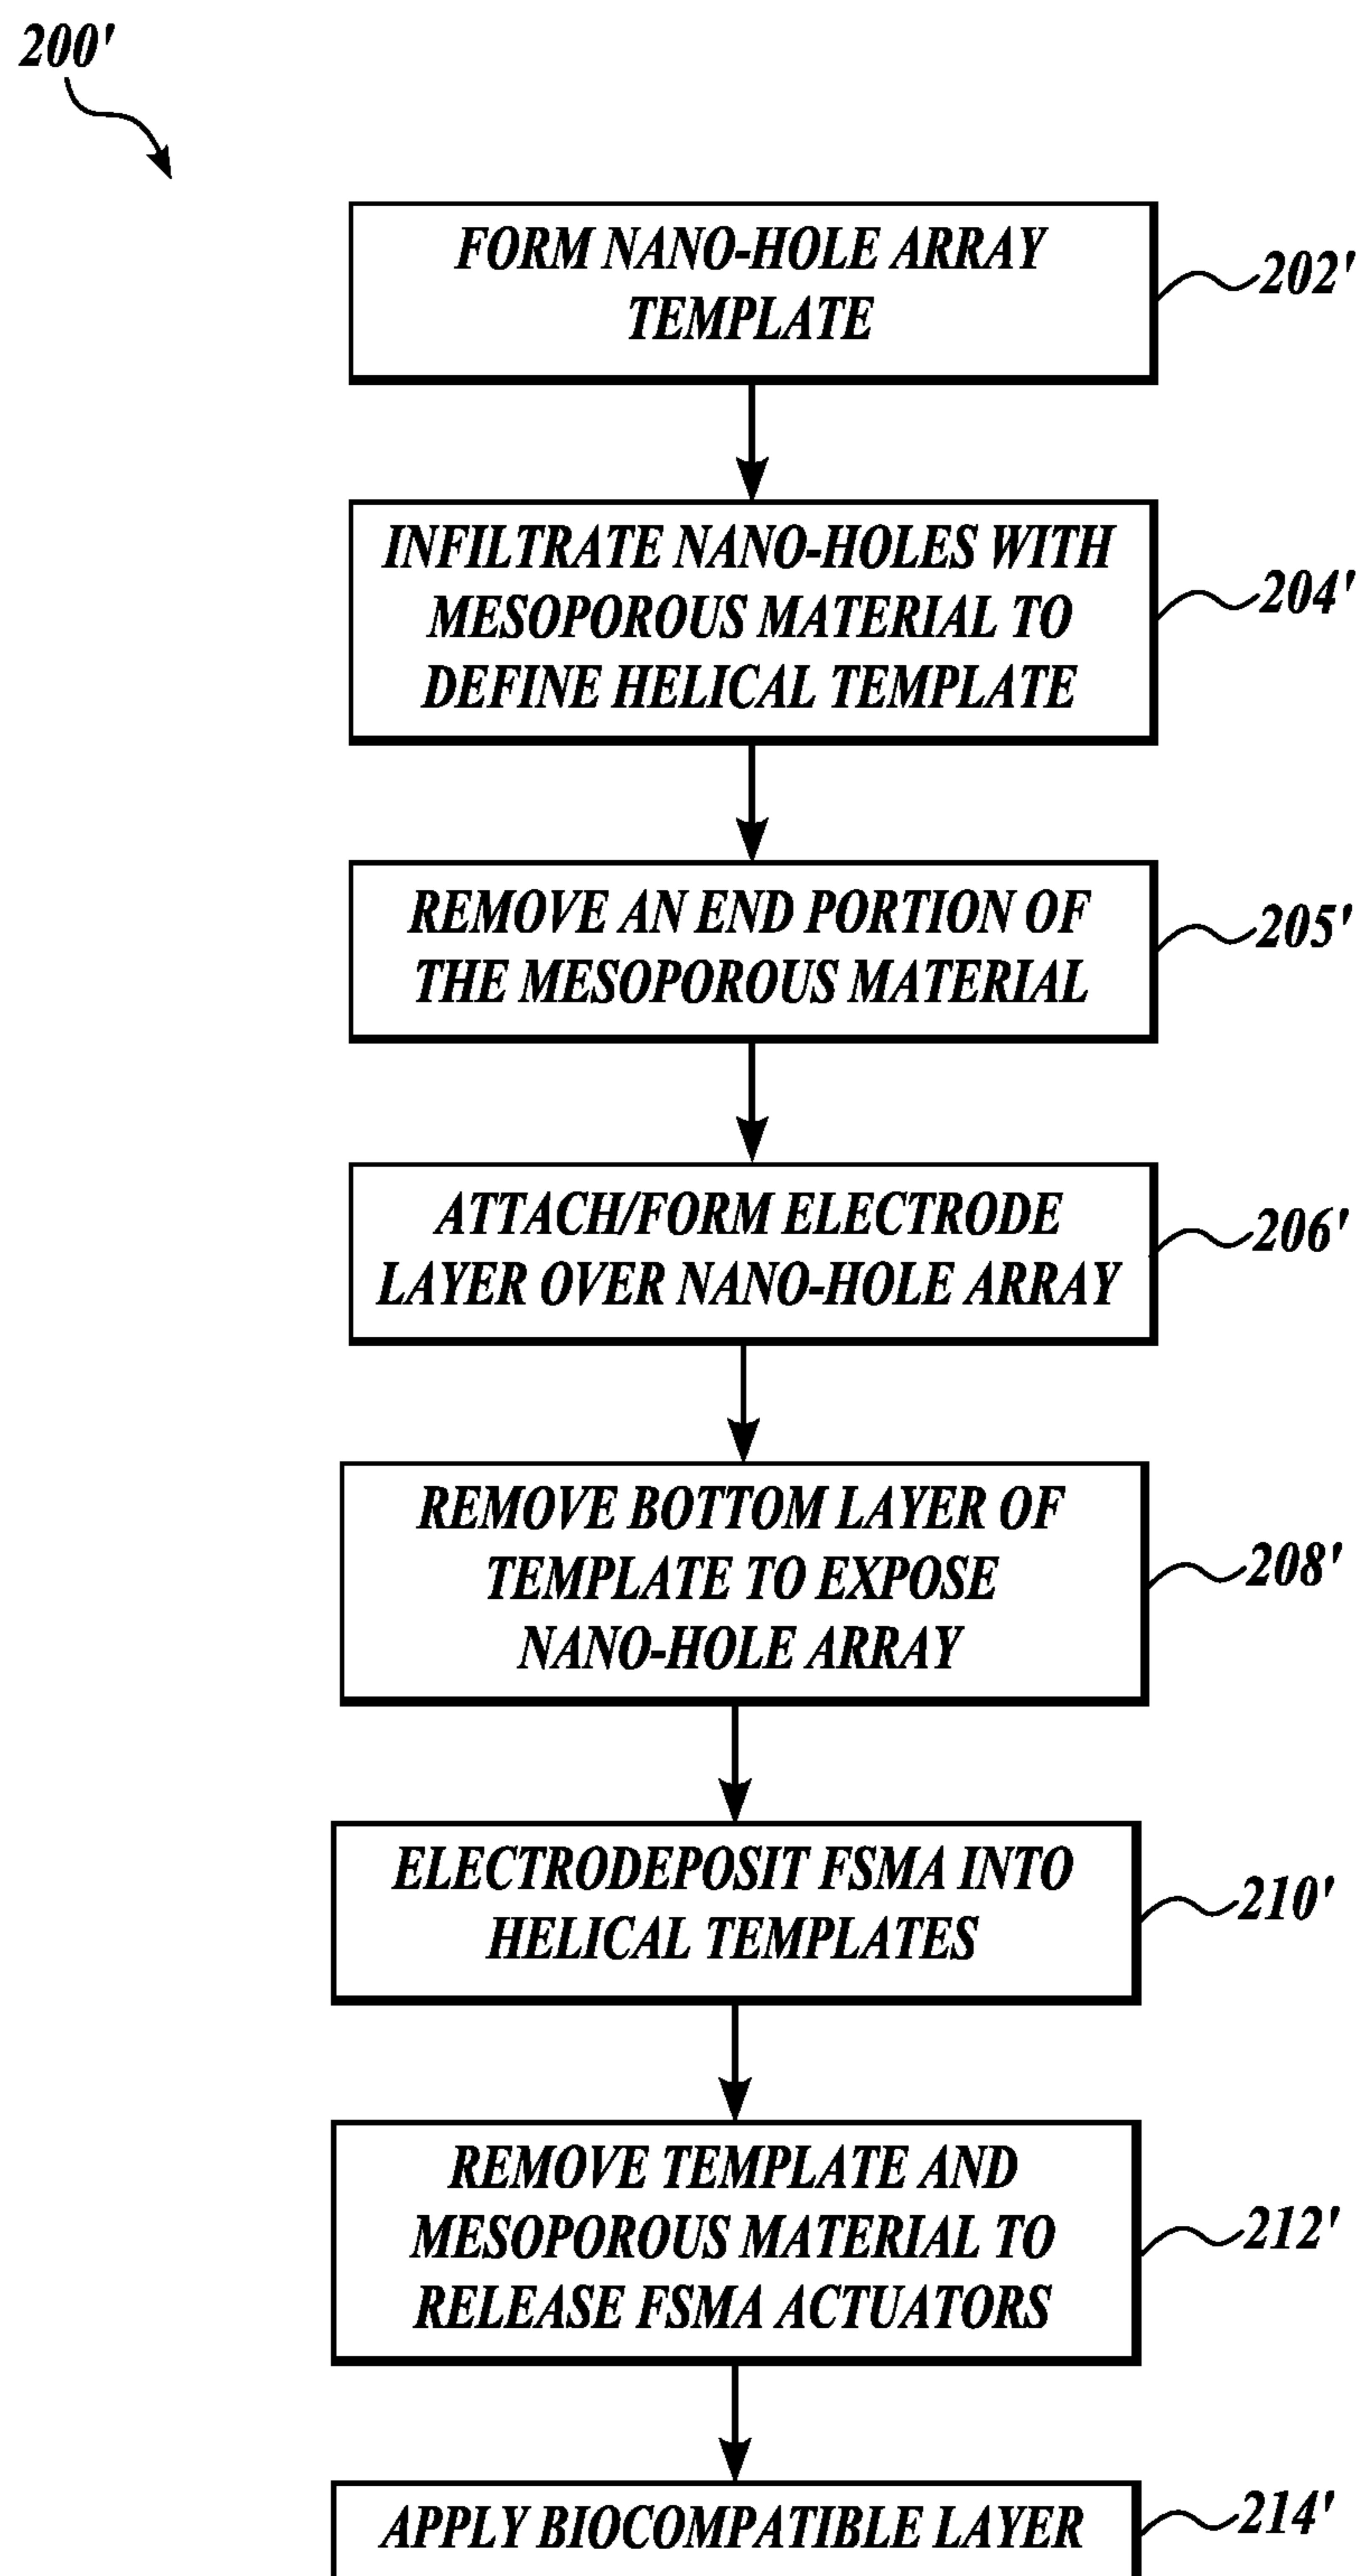 200'
FORM NANO-HOLE ARRAY
TEMPLATE
202'
INFILTRATE NANO-HOLES WITH
MESOPOROUS MATERIAL TO
DEFINE HELICAL TEMPLATE
204'
REMOVE AN END PORTION OF
THE MESOPOROUS MATERIAL
205'
ATTACH/FORM ELECTRODE
LAYER OVER NANO-HOLE ARRAY
206'
REMOVE BOTTOM LAYER OF
TEMPLATE TO EXPOSE
NANO-HOLE ARRAY
208'
ELECTRODEPOSIT FSMA INTO
HELICAL TEMPLATES
210'
REMOVE TEMPLATE AND
MESOPOROUS MATERIAL TO
RELEASE FSMA ACTUATORS
212'
APPLY BIOCOMPATIBLE LAYER
214'